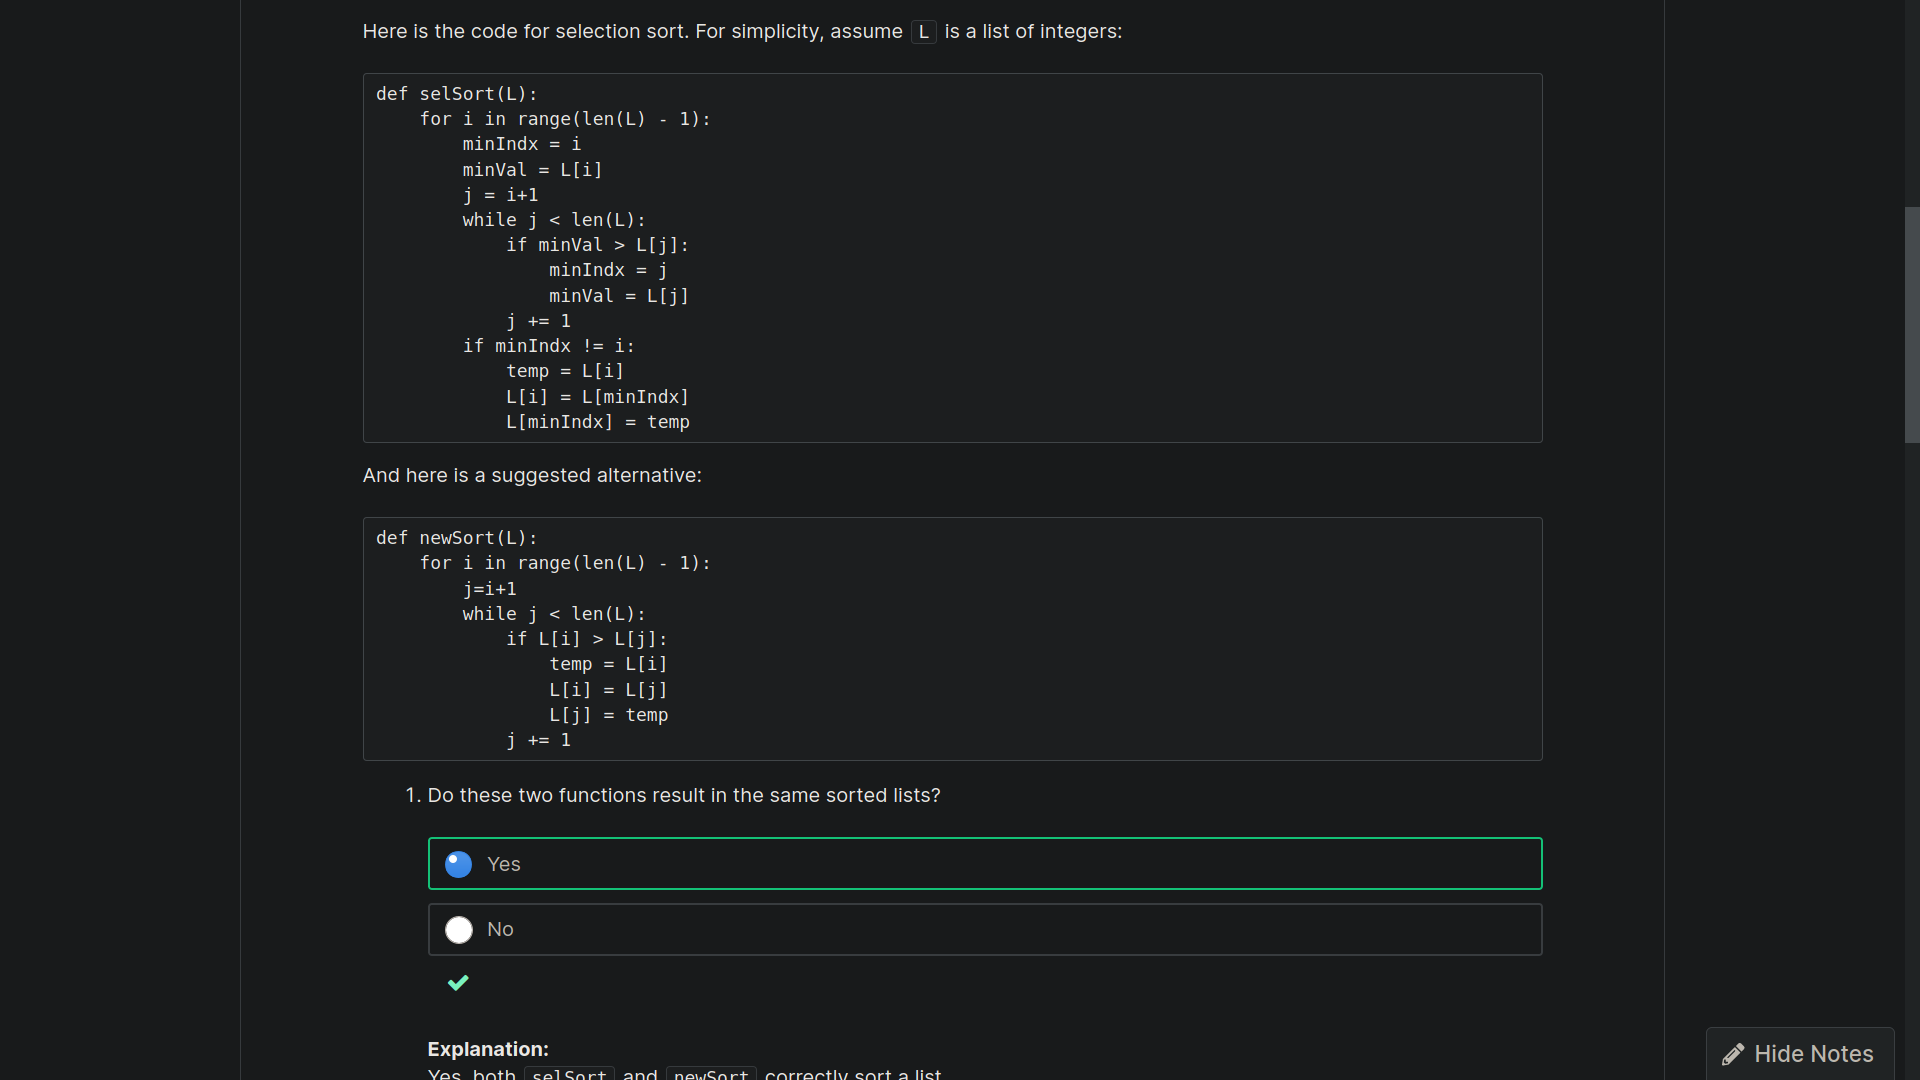 Here is the code for selection sort. For simplicity, assume L is a list of integers:
def selSort(L):
    for i in range(len(L) - 1):
        minIndx = i
        minVal = L[i]
        j = i+1
        while j < len(L):
            if minVal > L[j]:
                minIndx = j
                minVal = L[j]
            j += 1
        if minIndx != i:
            temp = L[i]
            L[i] = L[minIndx]
            L[minIndx] = temp
And here is a suggested alternative:
def newSort(L):
    for i in range(len(L) - 1):
        j=i+1
        while j < len(L):
            if L[i] > L[j]:
                temp = L[i]
                L[i] = L[j]
                L[j] = temp
            j += 1
1. Do these two functions result in the same sorted lists?
Yes
No
Explanation:
Yes, both selSort and newSort correctly sort a list
Hide Notes